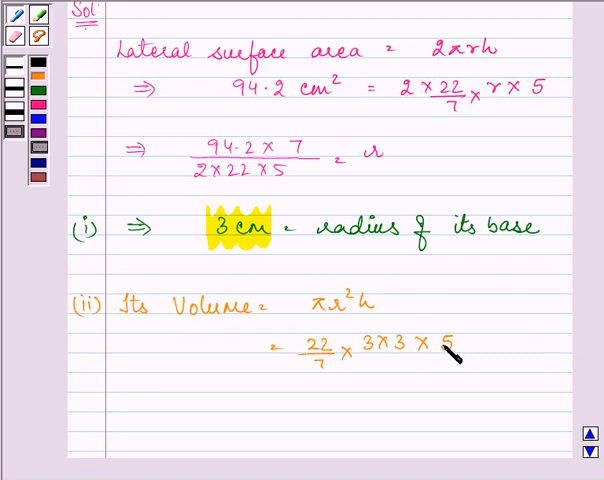 Sol:
Lateral surface area = 2πrh
⇒ 94.2 cm² = 2 × 22/7 × r × 5
⇒ 94.2 × 7 / 2×22×5 = r
(i) ⇒ 3 cm = radius of its base
(ii) Its Volume = πr²h
= 22/7 × 3×3 × 5